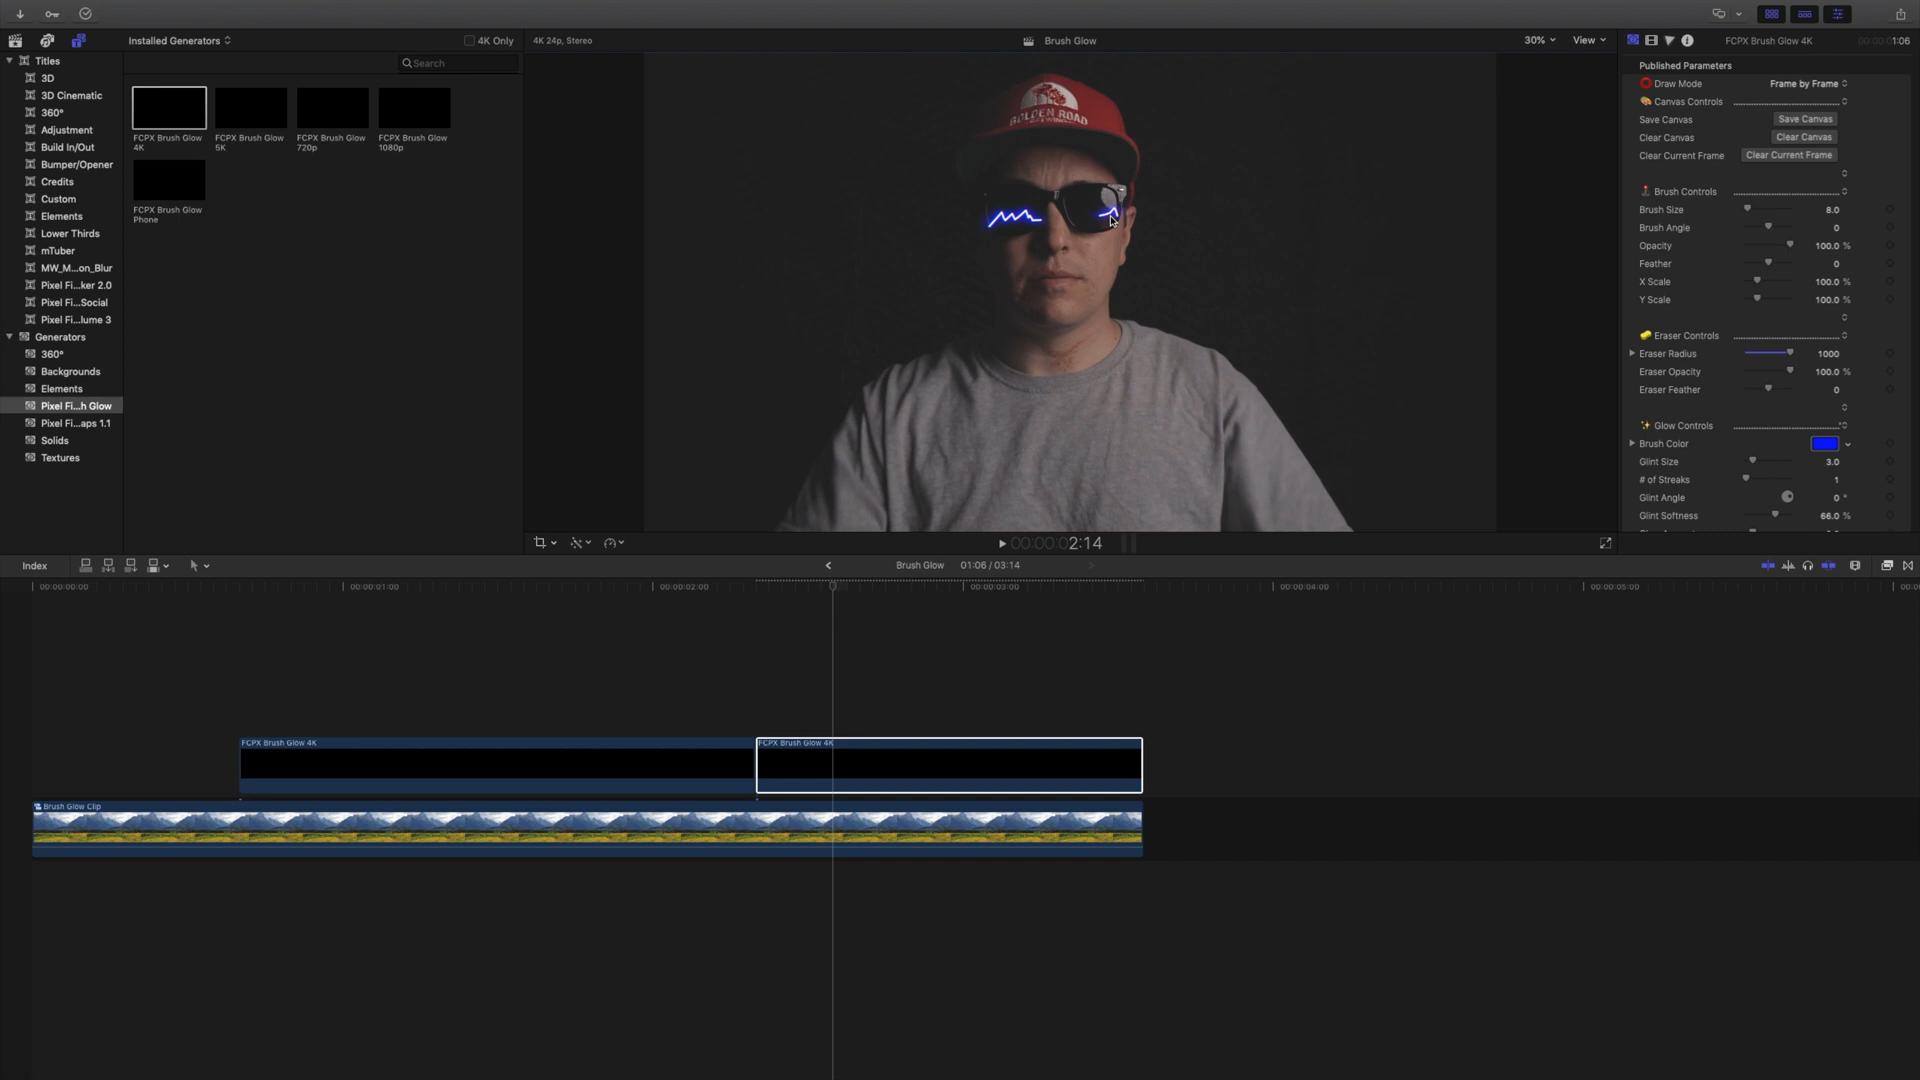 Installed Generators
4K Only
4K 24p, Stereo
Brush Glow
30%
View
FCPX Brush Glow 4K
00:00:01:06
Search
Titles
3D
3D Cinematic
360°
Adjustment
Build In/Out
Bumper/Opener
Credits
Custom
Elements
Lower Thirds
mTuber
MW_M...on_Blur
Pixel Fi...ker 2.0
Pixel Fi...Social
Pixel Fi...lume 3
Generators
360°
Backgrounds
Elements
Pixel Fi...h Glow
Pixel Fi...aps 1.1
Solids
Textures
FCPX Brush Glow 4K
FCPX Brush Glow 5K
FCPX Brush Glow 720p
FCPX Brush Glow 1080p
FCPX Brush Glow Phone
GOLDEN ROAD
Published Parameters
Draw Mode Frame by Frame
Canvas Controls
Save Canvas Save Canvas
Clear Canvas Clear Canvas
Clear Current Frame Clear Current Frame
Brush Controls
Brush Size 8.0
Brush Angle 0
Opacity 100.0 %
Feather 0
X Scale 100.0 %
Y Scale 100.0 %
Eraser Controls
Eraser Radius 1000
Eraser Opacity 100.0 %
Eraser Feather 0
Glow Controls
Brush Color
Glint Size 3.0
# of Streaks 1
Glint Angle 0 °
Glint Softness 66.0 %
00:00:02:14
Index
Brush Glow 01:06 / 03:14
00:00:00:00
00:00:01:00
00:00:02:00
00:00:03:00
00:00:04:00
00:00:05:00
FCPX Brush Glow 4K
FCPX Brush Glow 4K
Brush Glow Clip